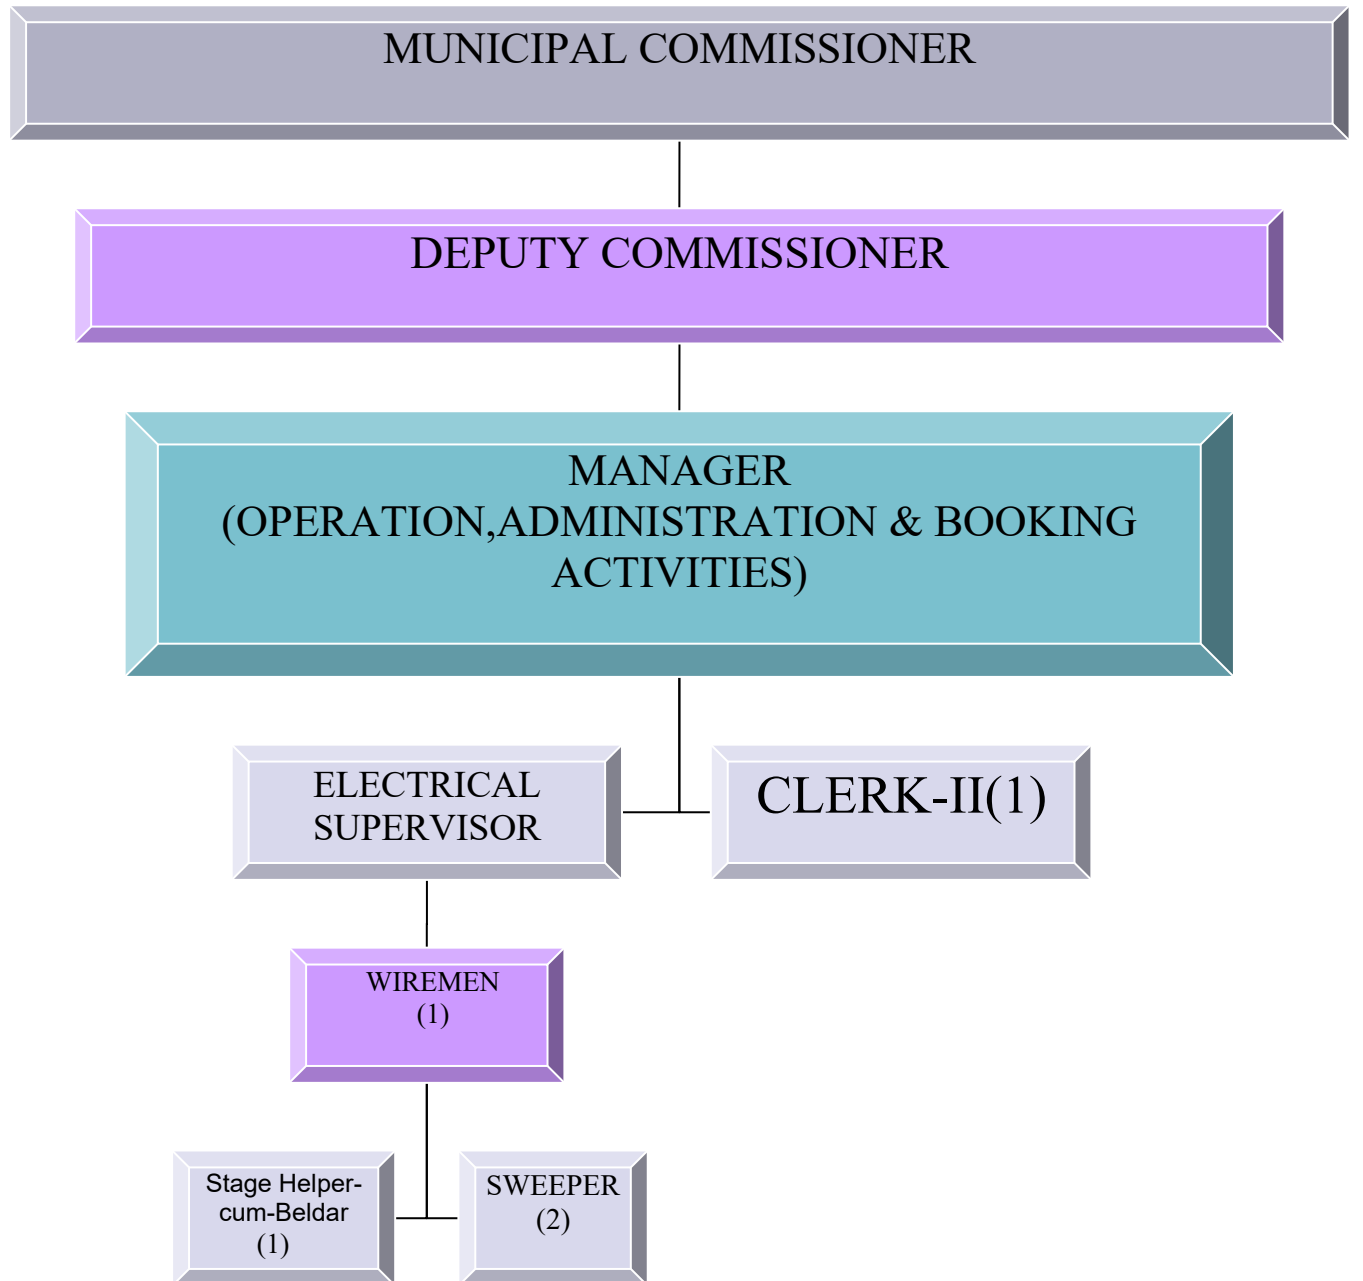 MUNICIPAL COMMISSIONER
DEPUTY COMMISSIONER
MANAGER
(OPERATION,ADMINISTRATION & BOOKING
ACTIVITIES)
ELECTRICAL
SUPERVISOR
CLERK-II(1)
WIREMEN
(1)
Stage Helper-
cum-Beldar
(1)
SWEEPER
(2)